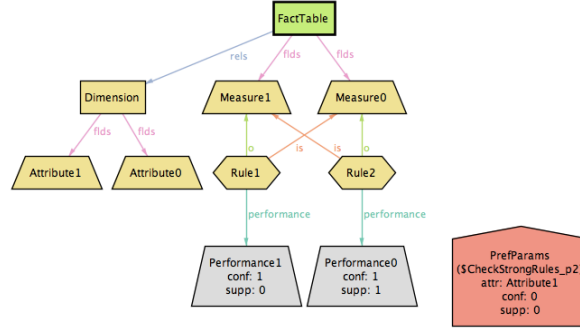 FactTable
rels
flds
flds
Dimension
Measure1
Measure0
flds
flds
o
is
is
o
Attribute1
Attribute0
Rule1
Rule2
performance
performance
Performance1
conf: 1
supp: 0
Performance0
conf: 1
supp: 1
PrefParams
($CheckStrongRules_p2)
attr: Attribute1
conf: 0
supp: 0